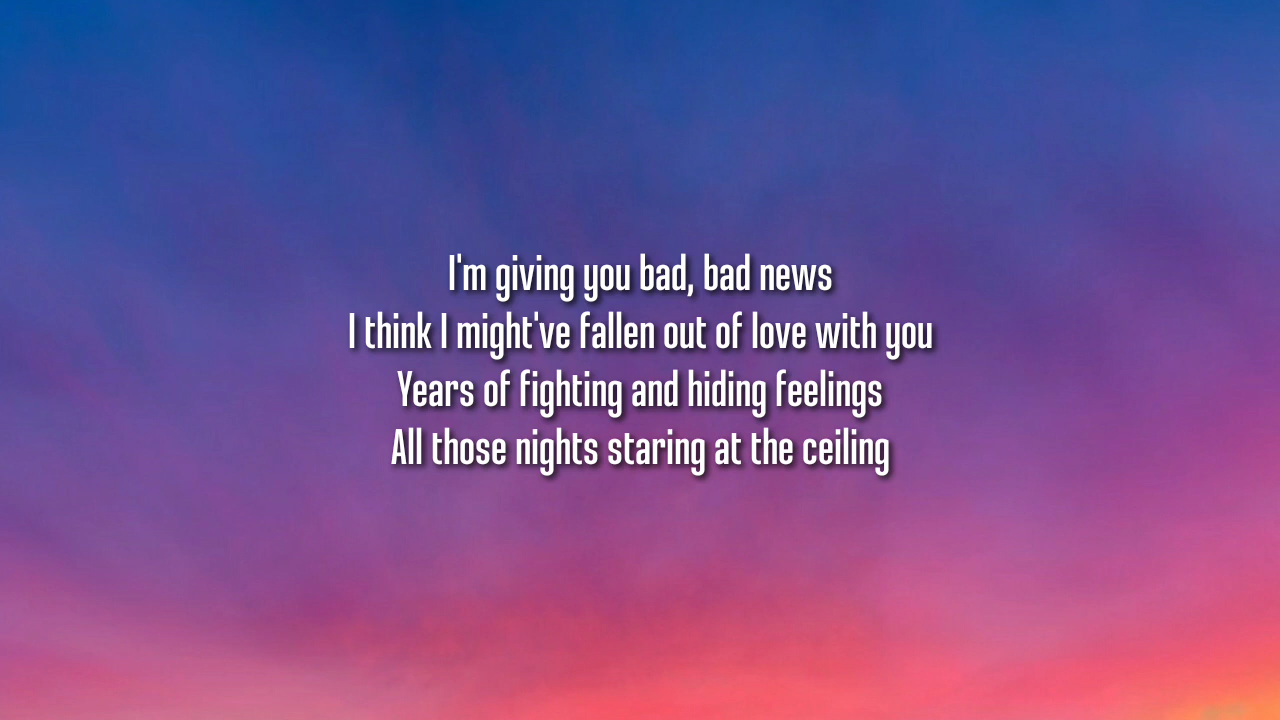 I'm giving you bad, bad news
I think I might've fallen out of love with you
Years of fighting and hiding feelings
All those nights staring at the ceiling